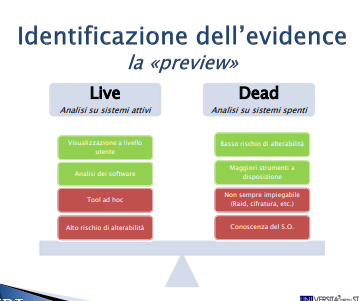 Identificazione dell'evidence
la «preview»
Live
Analisi su sistemi attivi
Dead
Analisi su sistemi spenti
Visualizzazione a livello
utente
Analisi dei software
Tool ad hoc
Alto rischio di alterabilità
Basso rischio di alterabilità
Maggiori strumenti a
disposizione
Non sempre impiegabile
(Raid, cifratura, etc.)
Conoscenza del S.O.